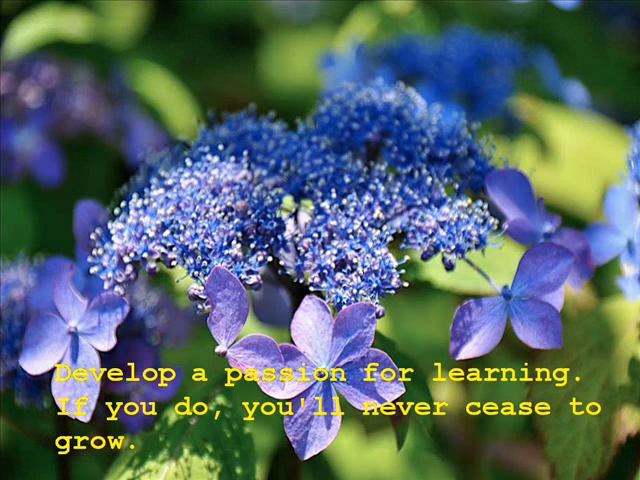 Develop a passion for learning.
If you do, you'll never cease to
grow.